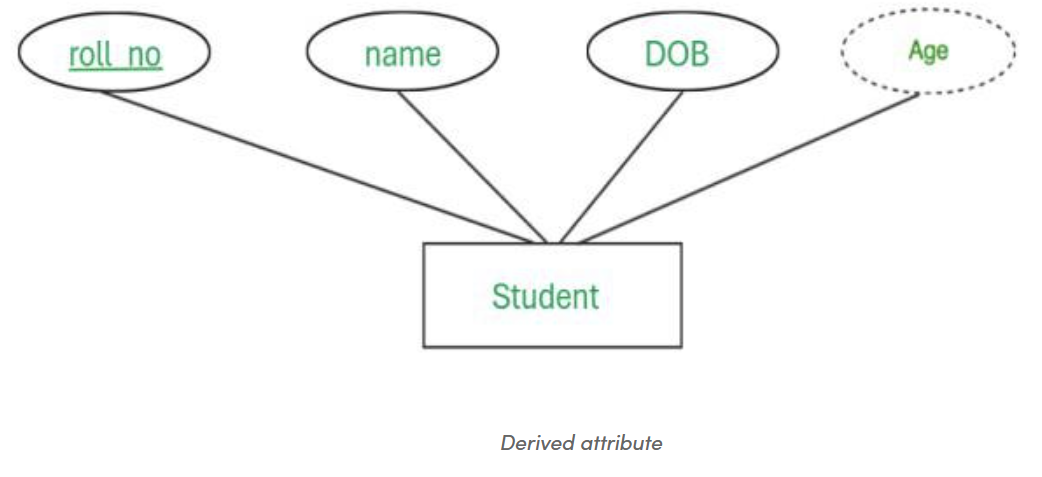 roll_no
name
DOB
Age
Student
Derived attribute